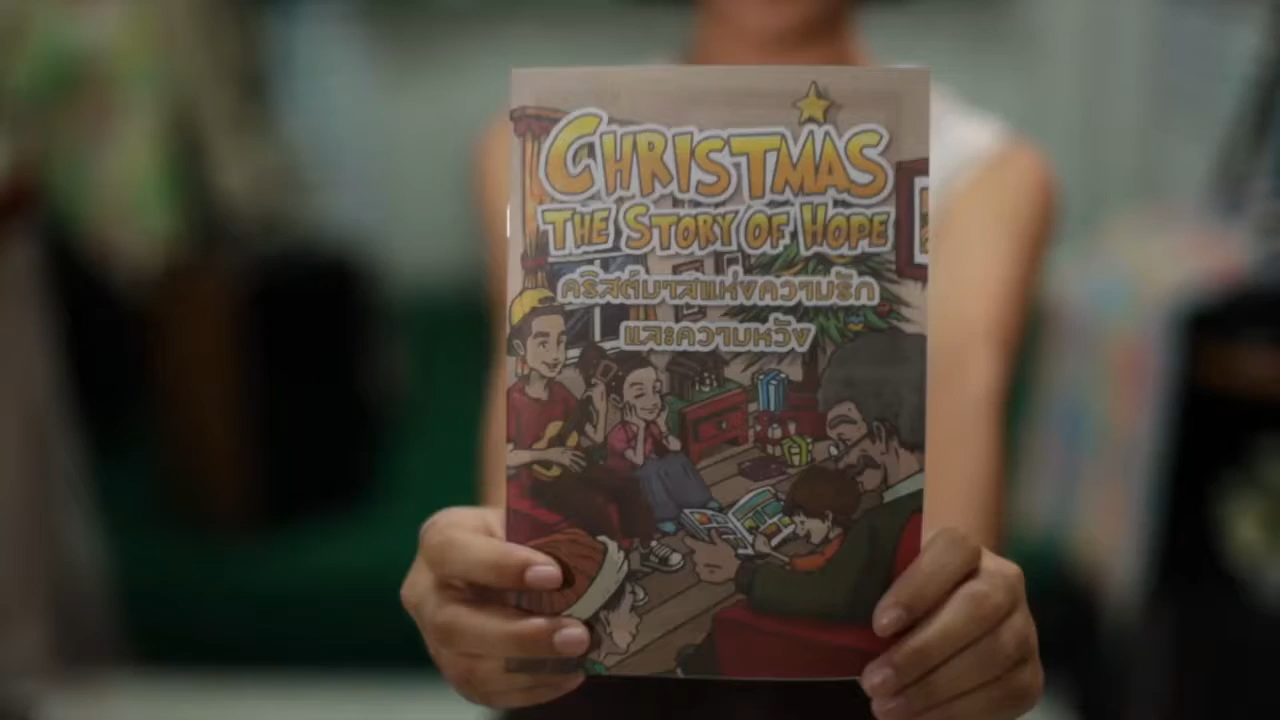 CHRISTMAS
THE STORY OF HOPE
คริสต์มาสแห่งความรัก
และความหวัง